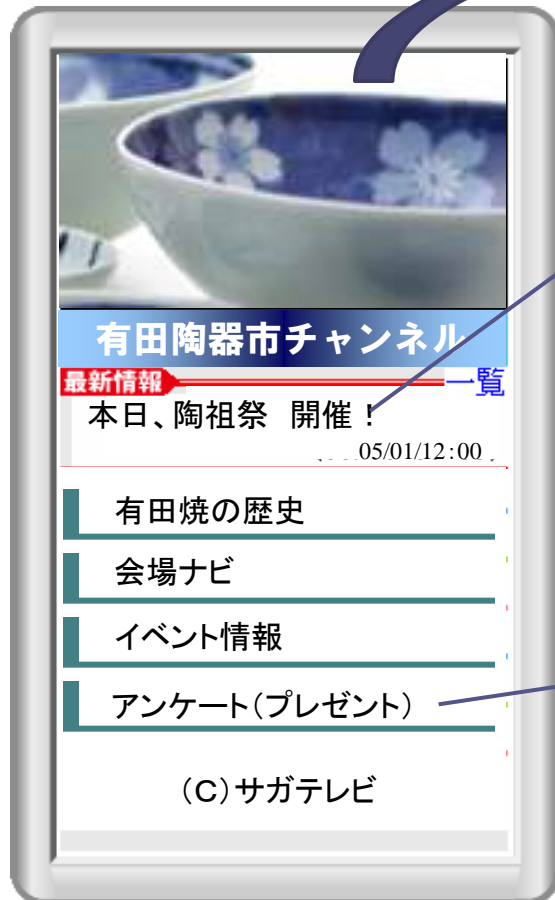 有田陶器市チャンネル
最新情報 一覧
本日、陶祖祭 開催！
05/01/12:00
有田焼の歴史
会場ナビ
イベント情報
アンケート(プレゼント)
(C)サガテレビ